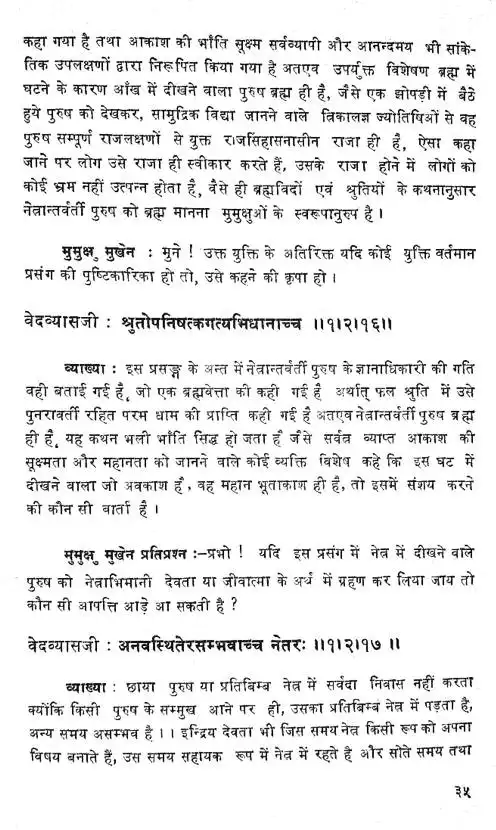 कहा गया है तथा आकाश की भाँति सूक्ष्म सर्वव्यापी और आनन्दमय भी सांके-
तिक उपलक्षणों द्वारा निरूपित किया गया है अतएव उपर्युक्त विशेषण ब्रह्म में
घटने के कारण आँख में दीखने वाला पुरुष ब्रह्म ही है, जैसे एक झोपड़ी में बैठे
हुये पुरुष को देखकर, सामुद्रिक विद्या जानने वाले त्रिकालज्ञ ज्योतिषिओं से वह
पुरुष सम्पूर्ण राजलक्षणों से युक्त राजसिंहासनासीन राजा ही है, ऐसा कहा
जाने पर लोग उसे राजा ही स्वीकार करते हैं, उसके राजा होने में लोगों को
कोई भ्रम नहीं उत्पन्न होता है, वैसे ही ब्रह्मविदों एवं श्रुतियों के कथनानुसार
नेत्रान्तर्वर्ती पुरुष को ब्रह्म मानना मुमुक्षुओं के स्वरूपानुरुप है।
मुमुक्षु मुखेन : मुने ! उक्त युक्ति के अतिरिक्त यदि कोई युक्ति वर्तमान
प्रसंग की पुष्टिकारिका हो तो, उसे कहने की कृपा हो।
वेदव्यासजी : श्रुतोपनिषत्कगत्यभिधानाच्च ।।१।२।१६।।
व्याख्या : इस प्रसङ्ग के अन्त में नेत्रान्तर्वर्ती पुरुष के ज्ञानाधिकारी की गति
वही बताई गई है, जो एक ब्रह्मवेत्ता की कही गई है अर्थात् फल श्रुति में उसे
पुनरावर्ती रहित परम धाम की प्राप्ति कही गई है अतएव नेत्रान्तर्वर्ती पुरुष ब्रह्म
ही है, यह कथन भली भाँति सिद्ध हो जता है जैसे सर्वत्र व्याप्त आकाश की
सूक्ष्मता और महानता को जानने वाले कोई व्यक्ति विशेष कहे कि इस घट में
दीखने वाला जो अवकाश है, वह महान भूताकाश ही है, तो इसमें संशय करने
की कौन सी वार्ता है।
मुमुक्षु मुखेन प्रतिप्रश्न :–प्रभो ! यदि इस प्रसंग में नेत्र में दीखने वाले
पुरुष को नेत्राभिमानी देवता या जीवात्मा के अर्थ में ग्रहण कर लिया जाय तो
कौन सी आपत्ति आड़े आ सकती है ?
वेदव्यासजी : अनवस्थितेरसम्भवाच्च नेतरः ।।१।२।१७ ।।
व्याख्या : छाया पुरुष या प्रतिबिम्ब नेत्र में सर्वदा निवास नहीं करता
क्योंकि किसी पुरुष के सम्मुख आने पर ही, उसका प्रतिबिम्ब नेत्र में पड़ता है,
अन्य समय असम्भव है ।। इन्द्रिय देवता भी जिस समय नेत्र किसी रूप को अपना
विषय बनाते हैं, उस समय सहायक रूप में नेत्र में रहते है और सोते समय तथा
३५